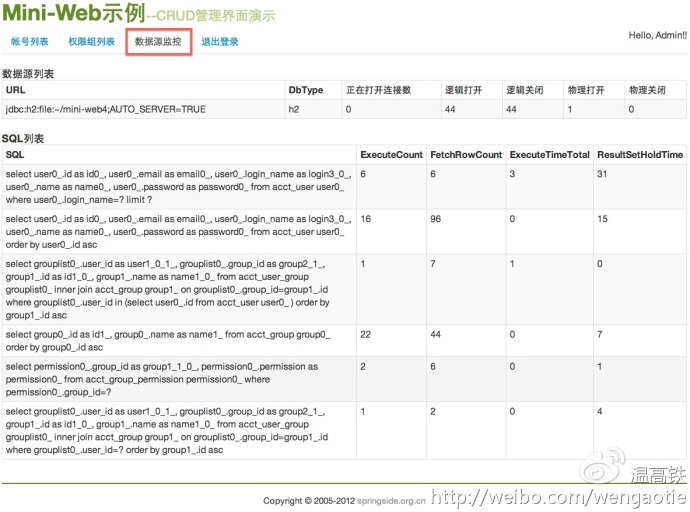 Mini-Web示例--CRUD管理界面演示
帐号列表 权限组列表 数据源监控 退出登录 Hello, Admin!!
数据源列表
URL DbType 正在打开连接数 逻辑打开 逻辑关闭 物理打开 物理关闭
jdbc:h2:file:~/mini-web4;AUTO_SERVER=TRUE h2 0 44 44 1 0
SQL列表
SQL ExecuteCount FetchRowCount ExecuteTimeTotal ResultSetHoldTime
select user0_.id as id0_, user0_.email as email0_, user0_.login_name as login3_0_, 6 6 3 31
user0_.name as name0_, user0_.password as password0_ from acct_user user0_
where user0_.login_name=? limit ?
select user0_.id as id0_, user0_.email as email0_, user0_.login_name as login3_0_, 16 96 0 15
user0_.name as name0_, user0_.password as password0_ from acct_user user0_
order by user0_.id asc
select grouplist0_.user_id as user1_0_1_, grouplist0_.group_id as group2_1_, 1 7 1 0
group1_.id as id1_0_, group1_.name as name1_0_ from acct_user_group
grouplist0_ inner join acct_group group1_ on grouplist0_.group_id=group1_.id
where grouplist0_.user_id in (select user0_.id from acct_user user0_ ) order by
group1_.id asc
select group0_.id as id1_, group0_.name as name1_ from acct_group group0_ 22 44 0 7
order by group0_.id asc
select permission0_.group_id as group1_1_0_, permission0_.permission as 2 6 0 1
permission0_ from acct_group_permission permission0_ where
permission0_.group_id=?
select grouplist0_.user_id as user1_0_1_, grouplist0_.group_id as group2_1_, 1 2 0 4
group1_.id as id1_0_, group1_.name as name1_0_ from acct_user_group
grouplist0_ inner join acct_group group1_ on grouplist0_.group_id=group1_.id
where grouplist0_.user_id=? order by group1_.id asc
温高铁
Copyright © 2005-2012 springside.org.cn
http://weibo.com/wengaotie